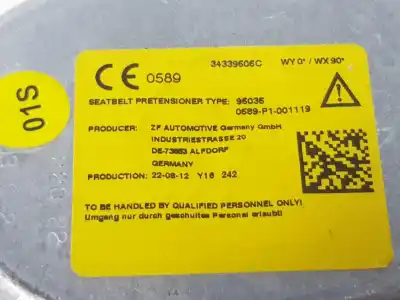 01S
CE 0589
34339606C WY 0° / WX 90°
SEATBELT PRETENSIONER TYPE: 96036
0589-P1-001119
PRODUCER: ZF AUTOMOTIVE Germany GmbH
INDUSTRIESTRASSE 20
DE-73553 ALFDORF
GERMANY
PRODUCTION: 22-08-12 Y16 242
TO BE HANDLED BY QUALIFIED PERSONNEL ONLY!
Umgang nur durch geschultes Personal erlaubt!